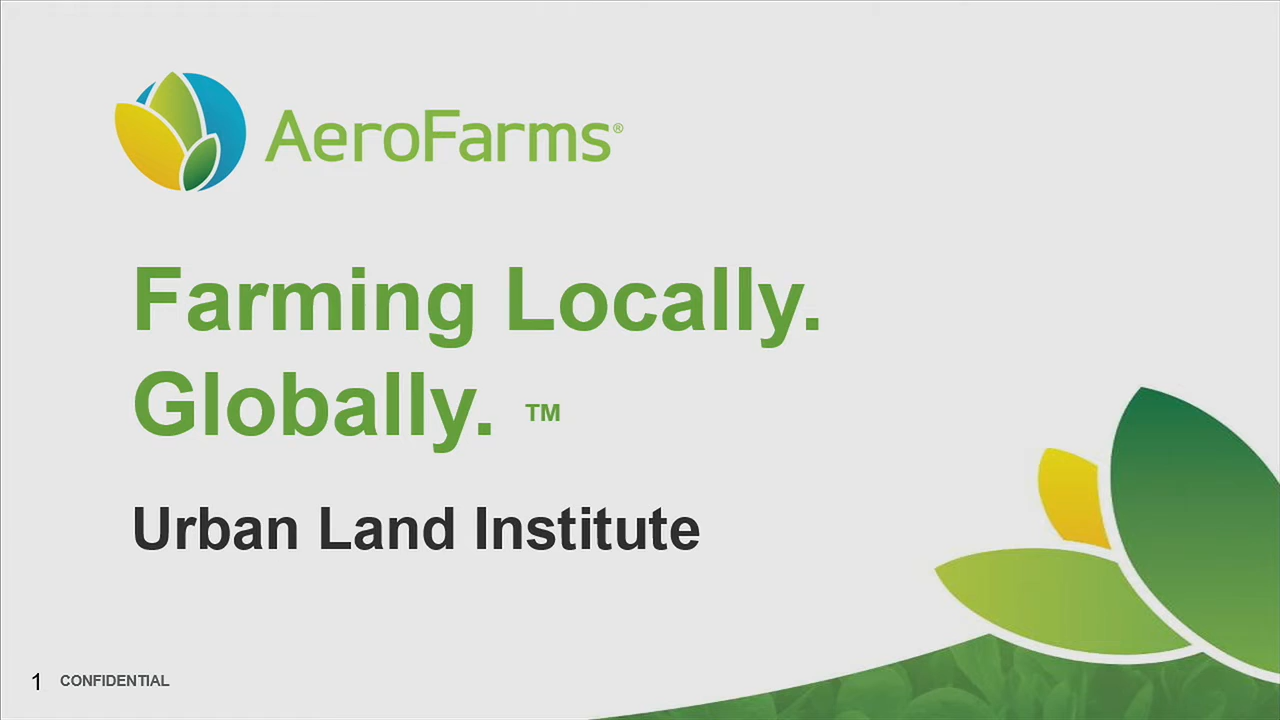 AeroFarms®
Farming Locally.
Globally. ™
Urban Land Institute
1 CONFIDENTIAL